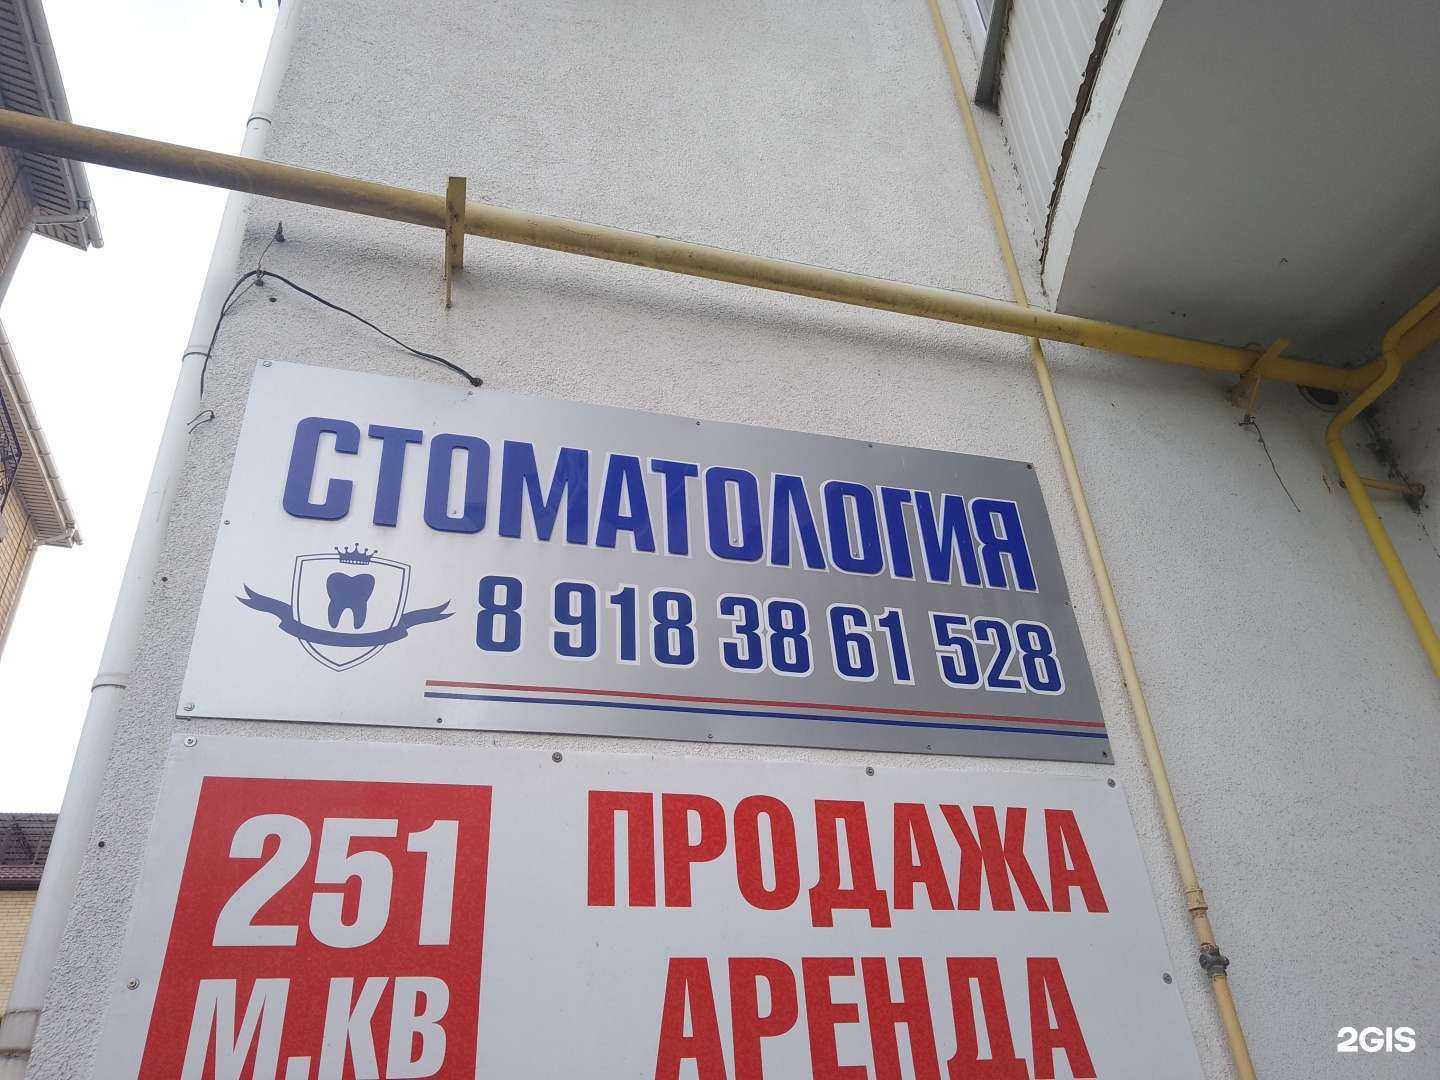 СТОМАТОЛОГИЯ
8 918 38 61 528
251
М.КВ
ПРОДАЖА
АРЕНДА
2GIS